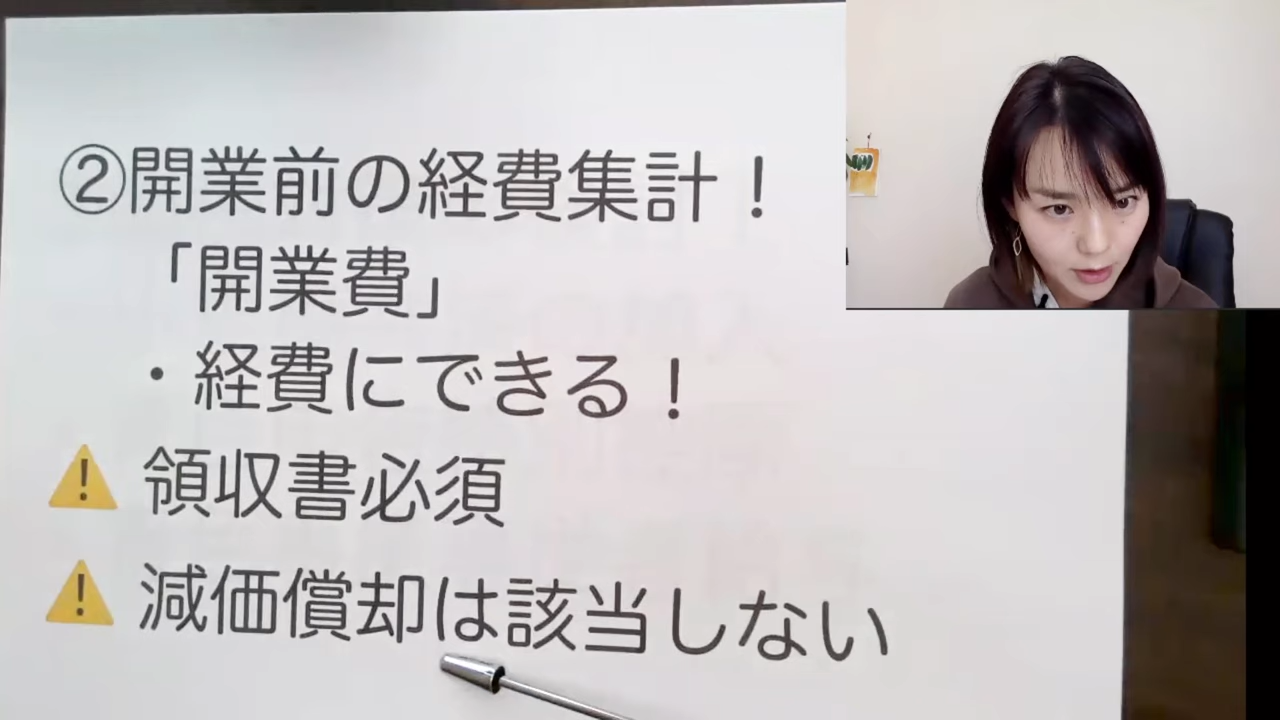 ②開業前の経費集計！
「開業費」
・経費にできる！
⚠ 領収書必須
⚠ 減価償却は該当しない